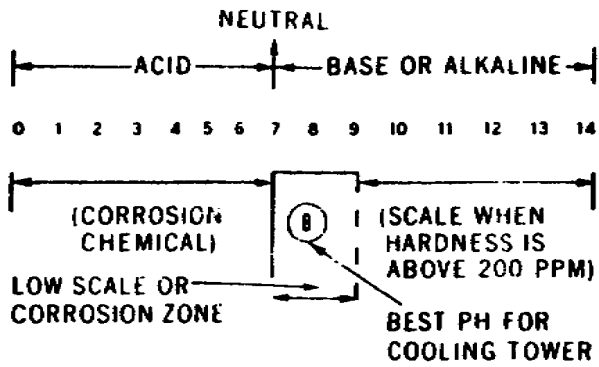 NEUTRAL
ACID BASE OR ALKALINE
0 1 2 3 4 5 6 7 8 9 10 11 12 13 14
(CORROSION
CHEMICAL)
8
(SCALE WHEN
HARDNESS IS
ABOVE 200 PPM)
LOW SCALE OR
CORROSION ZONE
BEST PH FOR
COOLING TOWER